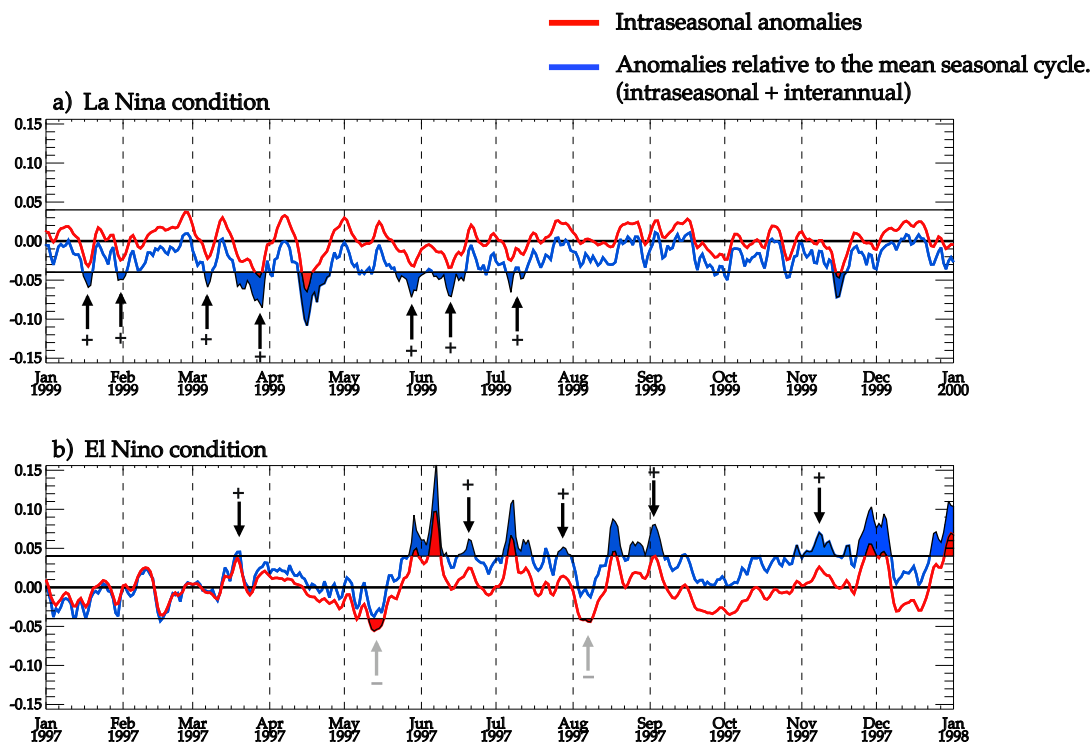 Intraseasonal anomalies
Anomalies relative to the mean seasonal cycle.
(intraseasonal + interannual)
a) La Nina condition
0.15
0.10
0.05
0.00
-0.05
-0.10
-0.15
+ + + + + + +
Jan Feb Mar Apr May Jun Jul Aug Sep Oct Nov Dec Jan
1999 1999 1999 1999 1999 1999 1999 1999 1999 1999 1999 1999 2000
b) El Nino condition
0.15
0.10
0.05
0.00
-0.05
-0.10
-0.15
+ + + + +
– –
Jan Feb Mar Apr May Jun Jul Aug Sep Oct Nov Dec Jan
1997 1997 1997 1997 1997 1997 1997 1997 1997 1997 1997 1997 1998